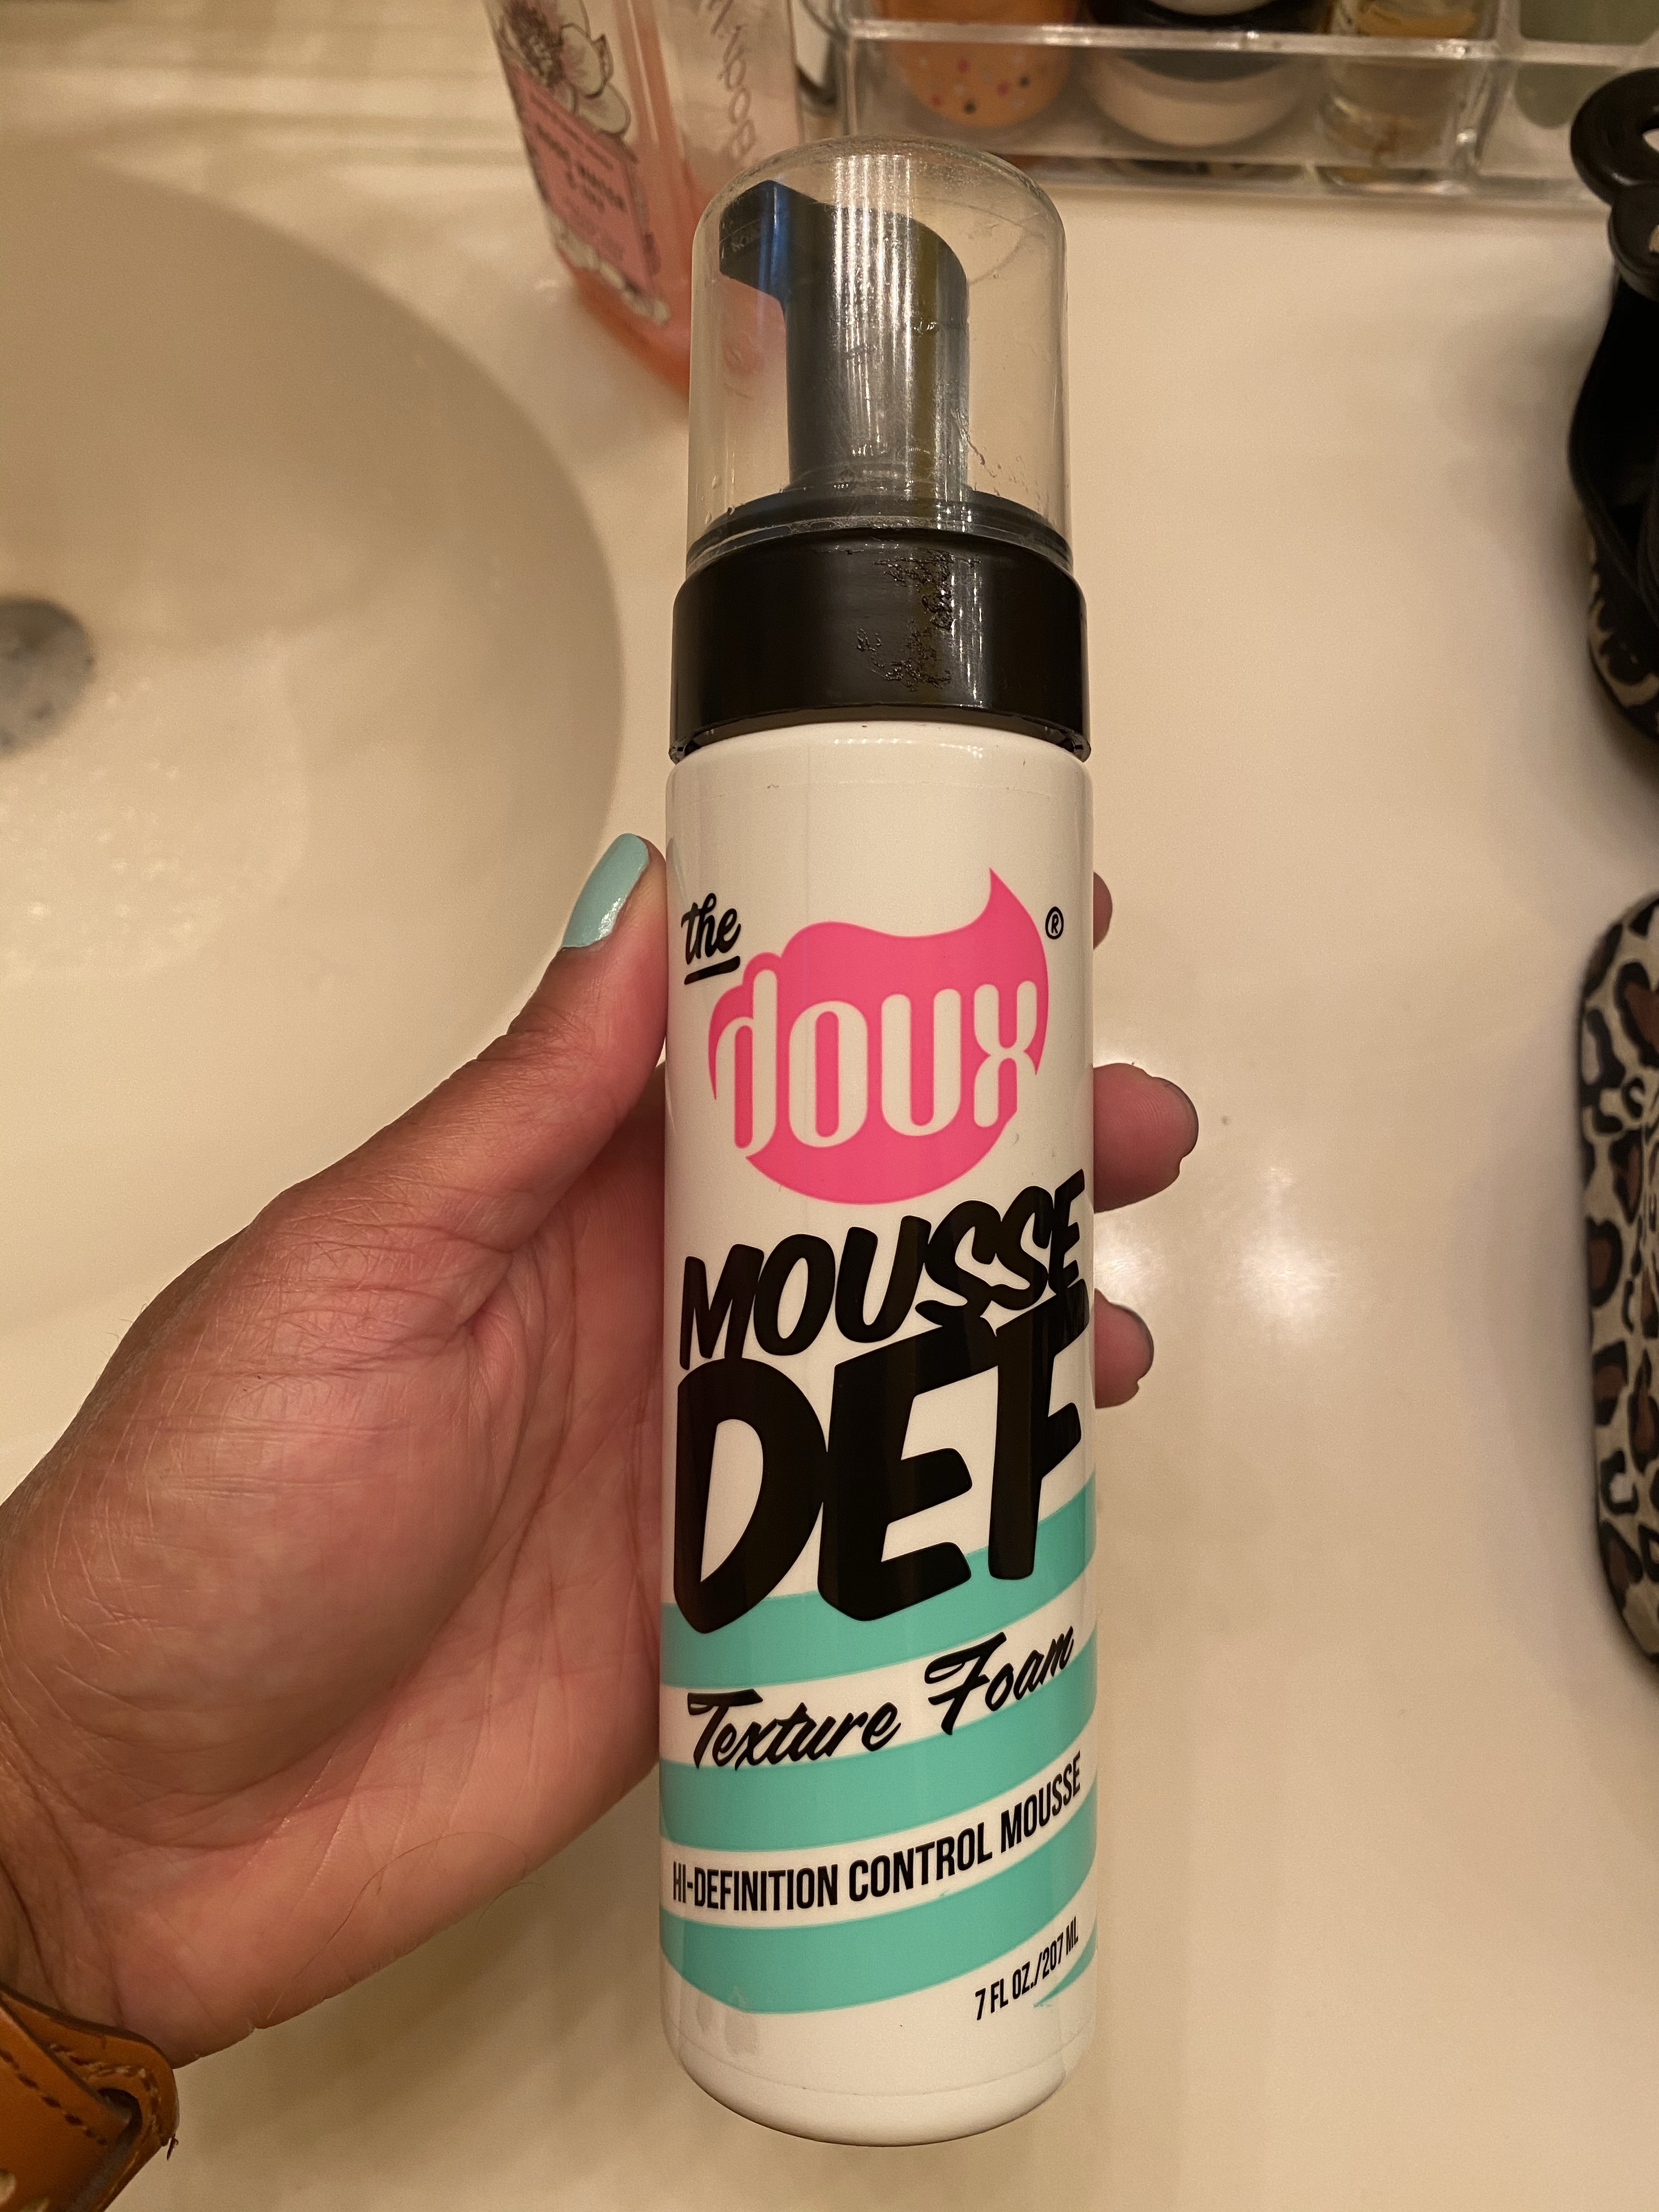 the
doux®
MOUSSE
DEF
Texture Foam
HI-DEFINITION CONTROL MOUSSE
7 FL OZ./207 ML